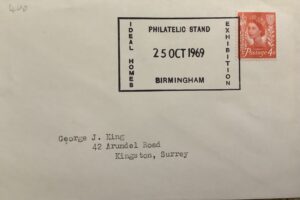 PHILATELIC STAND
IDEAL HOMES
25 OCT 1969
EXHIBITION
BIRMINGHAM
Postage 4d
George J. King
42 Arundel Road
Kingston, Surrey